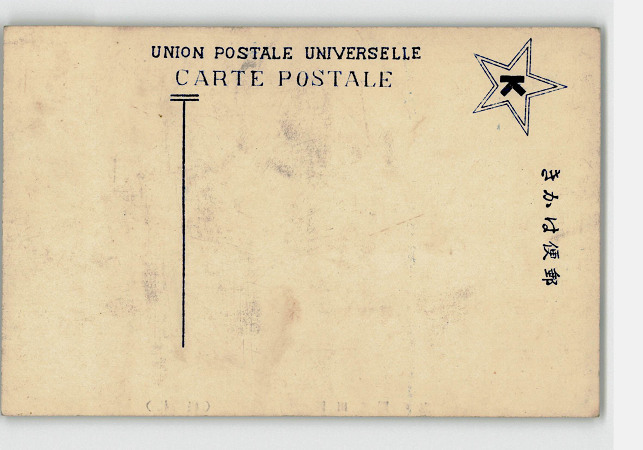 UNION POSTALE UNIVERSELLE
CARTE POSTALE
K
郵便はかき